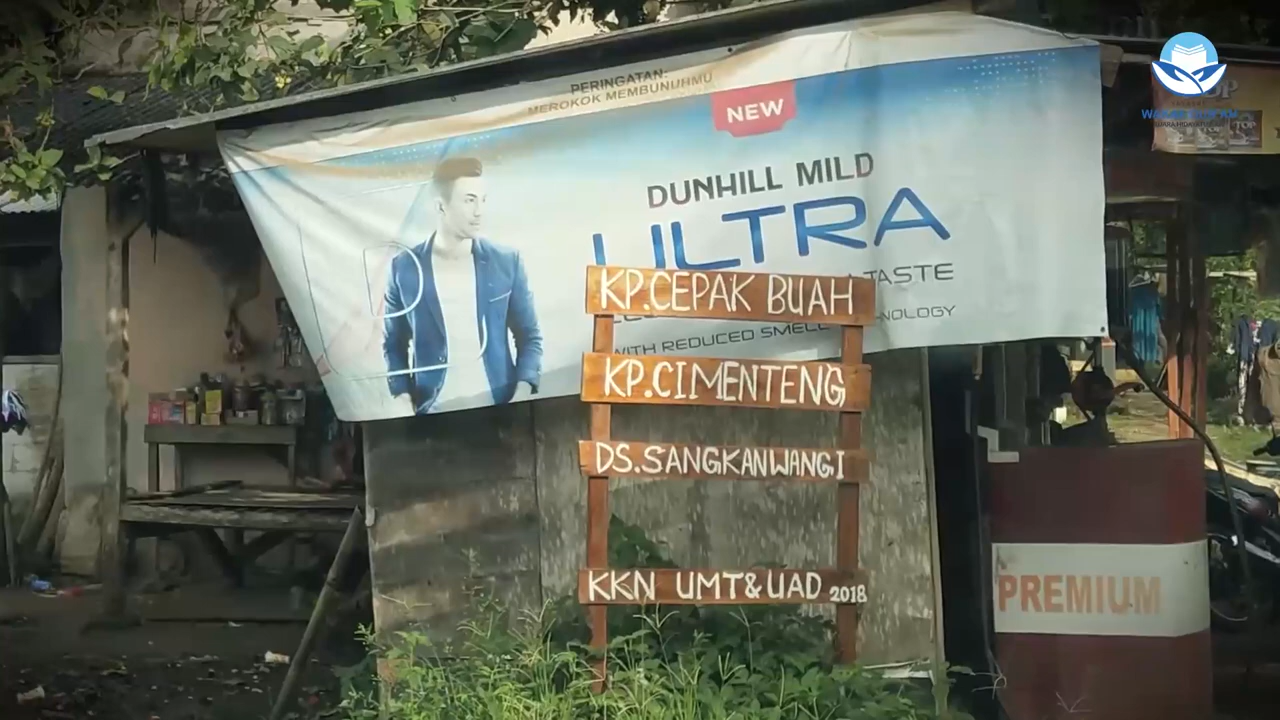 PERINGATAN:
MEROKOK MEMBUNUHMU
NEW
DUNHILL MILD
ULTRA
TASTE
WITH REDUCED SMELL
KP.CEPAK BUAH
KP.CIMENTENG
DS.SANGKANWANGI
KKN UMT&UAD 2018
PREMIUM
TOP